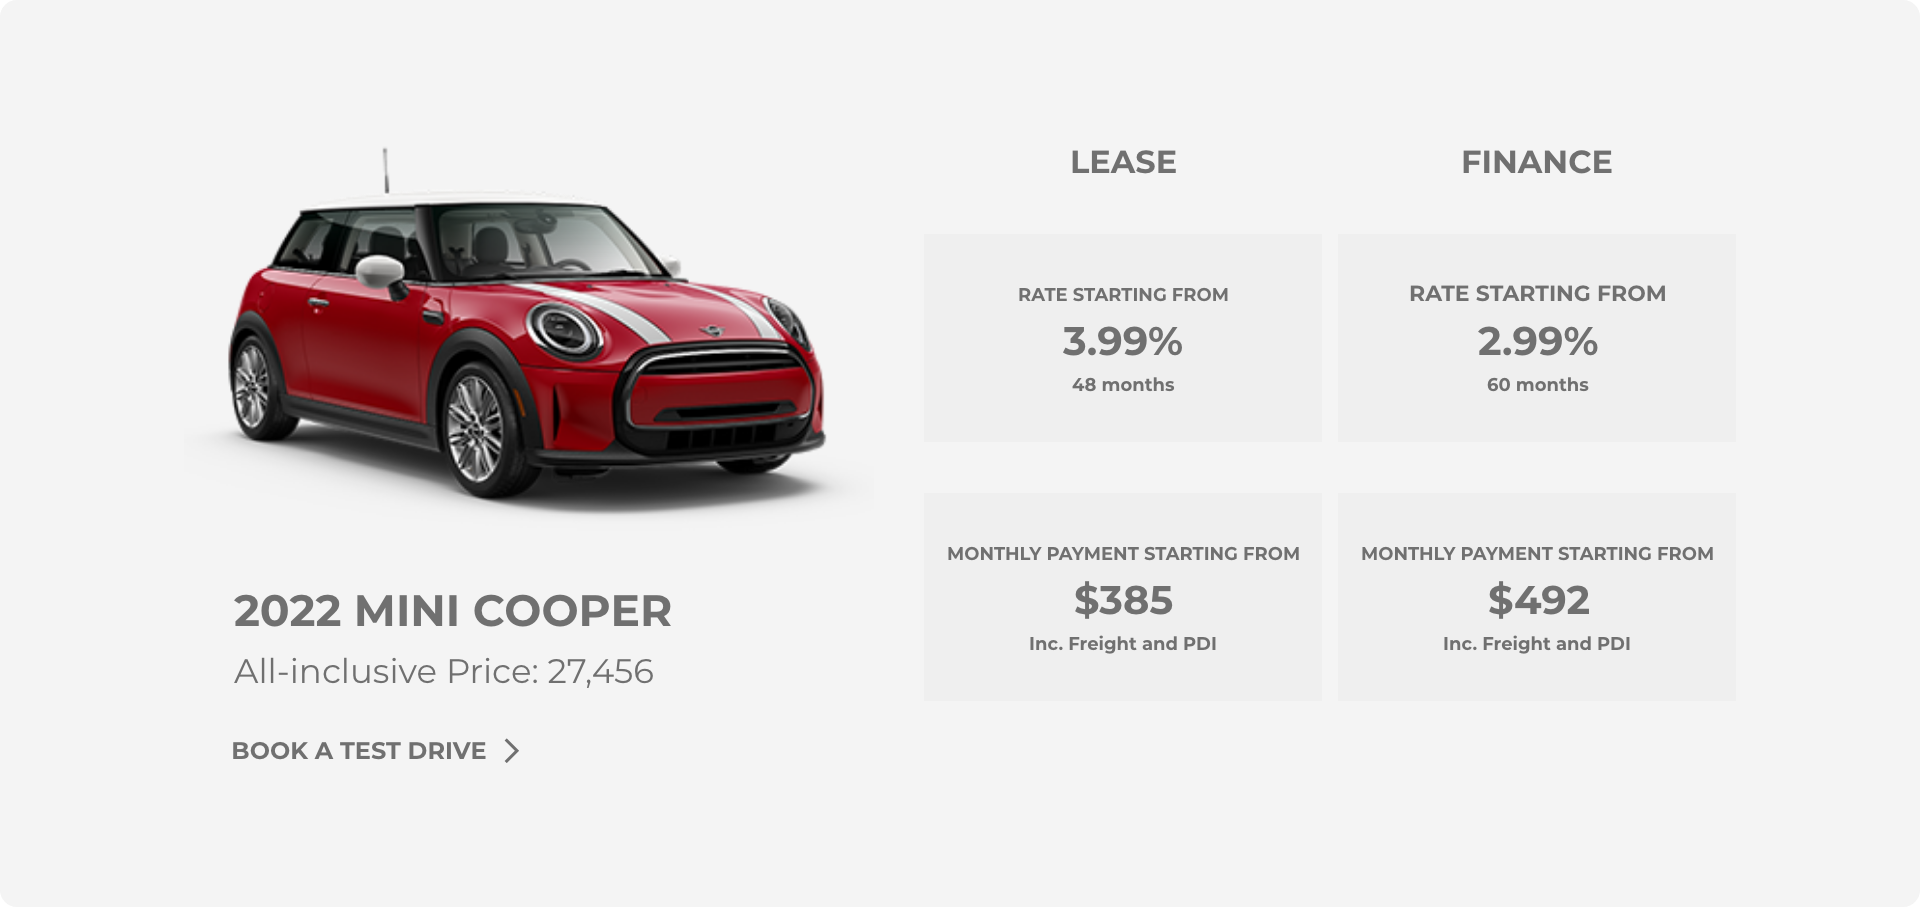 LEASE
FINANCE
RATE STARTING FROM
3.99%
48 months
RATE STARTING FROM
2.99%
60 months
MONTHLY PAYMENT STARTING FROM
$385
Inc. Freight and PDI
MONTHLY PAYMENT STARTING FROM
$492
Inc. Freight and PDI
2022 MINI COOPER
All-inclusive Price: 27,456
BOOK A TEST DRIVE